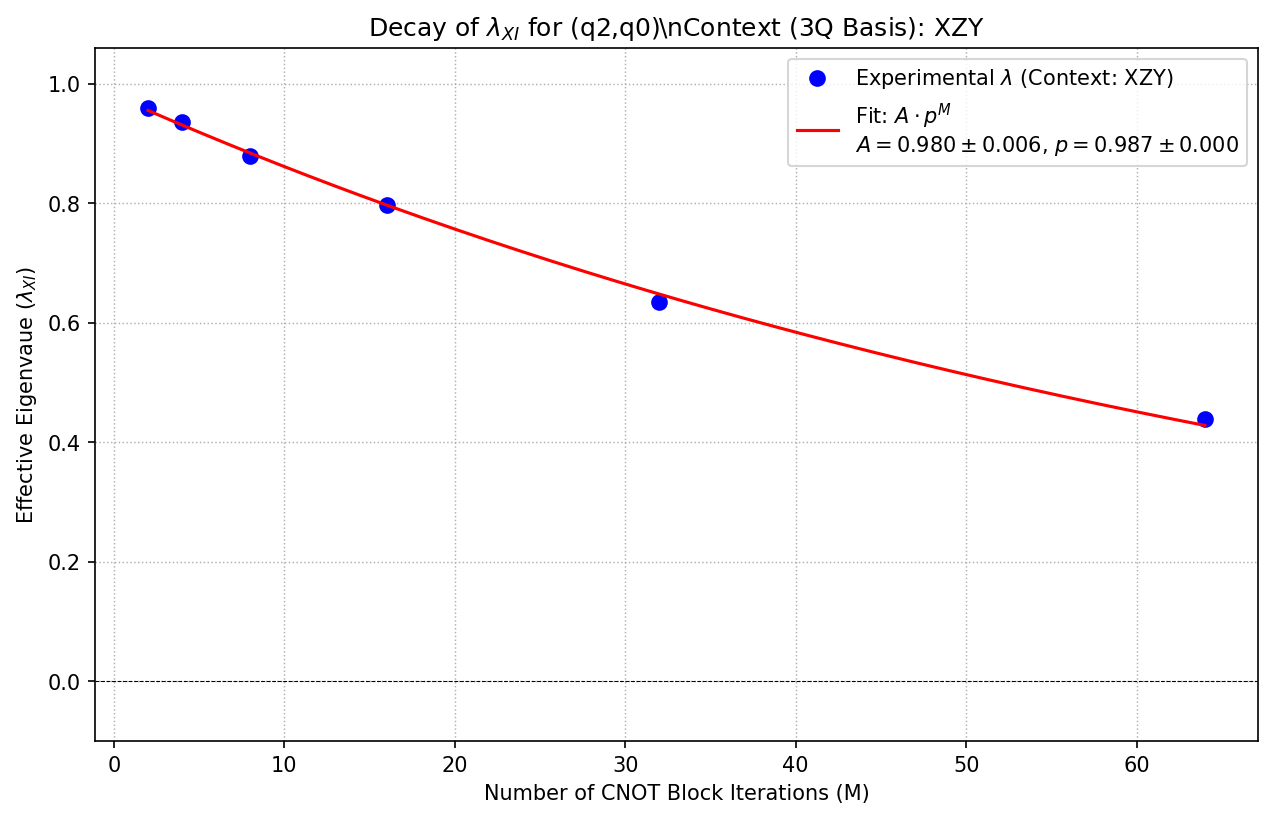 Decay of λ_XI for (q2,q0)\nContext (3Q Basis): XZY
Experimental λ (Context: XZY)
Fit: A · p^M
A = 0.980 ± 0.006, p = 0.987 ± 0.000
Effective Eigenvaue (λ_XI)
1.0
0.8
0.6
0.4
0.2
0.0
0 10 20 30 40 50 60
Number of CNOT Block Iterations (M)